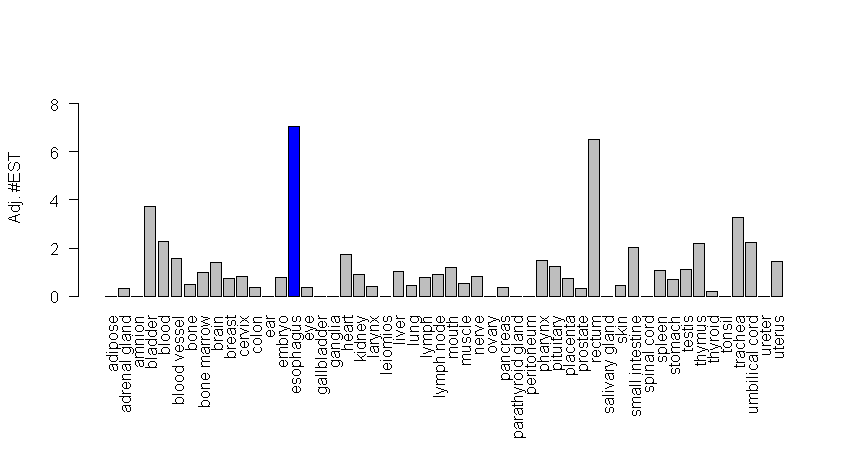 8
6
4
2
0
Adj. #EST
adipose
adrenal gland
amnion
bladder
blood
blood vessel
bone
bone marrow
brain
breast
cervix
colon
ear
embryo
esophagus
eye
gallbladder
ganglia
heart
kidney
larynx
leiomios
liver
lung
lymph
lymph node
mouth
muscle
nerve
ovary
pancreas
parathyroid gland
peritoneum
pharynx
pituitary
placenta
prostate
rectum
salivary gland
skin
small intestine
spinal cord
spleen
stomach
testis
thymus
thyroid
tonsil
trachea
umbilical cord
ureter
uterus